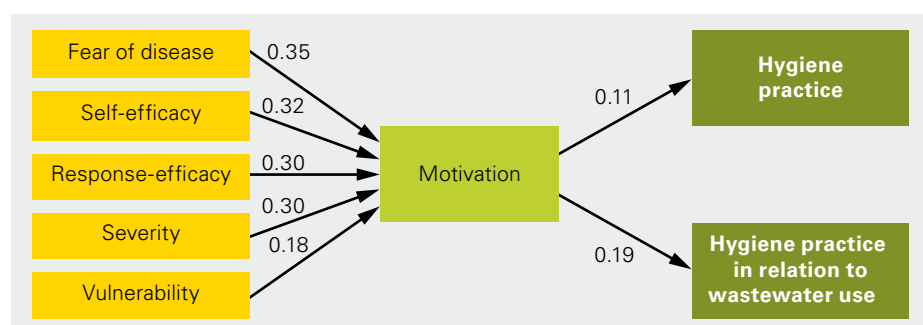 Fear of disease
0.35
Self-efficacy
0.32
Response-efficacy
0.30
Severity
0.30
Vulnerability
0.18
Motivation
0.11
Hygiene
practice
0.19
Hygiene practice
in relation to
wastewater use